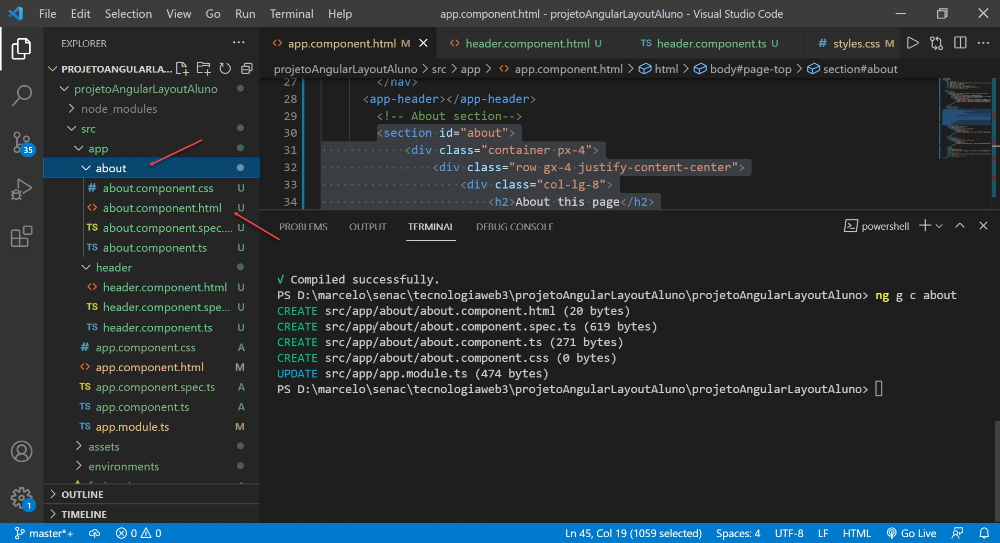 File Edit Selection View Go Run Terminal Help
app.component.html - projetoAngularLayoutAluno - Visual Studio Code
EXPLORER
PROJETOANGULARLA...
projetoAngularLayoutAluno
node_modules
src
app
about
# about.component.css U
<> about.component.html U
TS about.component.spec.... U
TS about.component.ts U
header
<> header.component.html U
TS header.component.spe... U
TS header.component.ts U
# app.component.css A
<> app.component.html M
TS app.component.spec.ts A
TS app.component.ts A
TS app.module.ts M
assets
environments
OUTLINE
TIMELINE
35
1
<> app.component.html M
<> header.component.html U
TS header.component.ts U
# styles.css M
projetoAngularLayoutAluno > src > app > <> app.component.html > html > body#page-top > section#about
27 </nav>
28 <app-header></app-header>
29 <!-- About section-->
30 <section id="about">
31 <div class="container px-4">
32 <div class="row gx-4 justify-content-center">
33 <div class="col-lg-8">
34 <h2>About this page</h2>
PROBLEMS OUTPUT TERMINAL DEBUG CONSOLE
powershell
√ Compiled successfully.
PS D:\marcelo\senac\tecnologiaweb3\projetoAngularLayoutAluno\projetoAngularLayoutAluno> ng g c about
CREATE src/app/about/about.component.html (20 bytes)
CREATE src/app/about/about.component.spec.ts (619 bytes)
CREATE src/app/about/about.component.ts (271 bytes)
CREATE src/app/about/about.component.css (0 bytes)
UPDATE src/app/app.module.ts (474 bytes)
PS D:\marcelo\senac\tecnologiaweb3\projetoAngularLayoutAluno\projetoAngularLayoutAluno>
master*+ 0 0 Ln 45, Col 19 (1059 selected) Spaces: 4 UTF-8 LF HTML Go Live